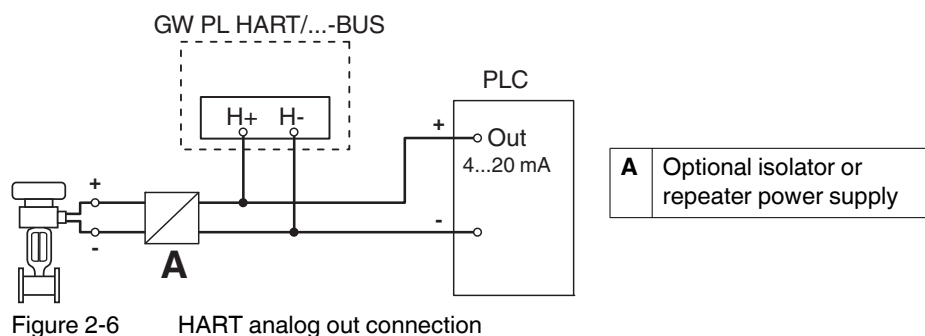 GW PL HART/...-BUS
H+ H-
PLC
+ Out
4...20 mA
-
+
-
A
A Optional isolator or
repeater power supply
Figure 2-6 HART analog out connection